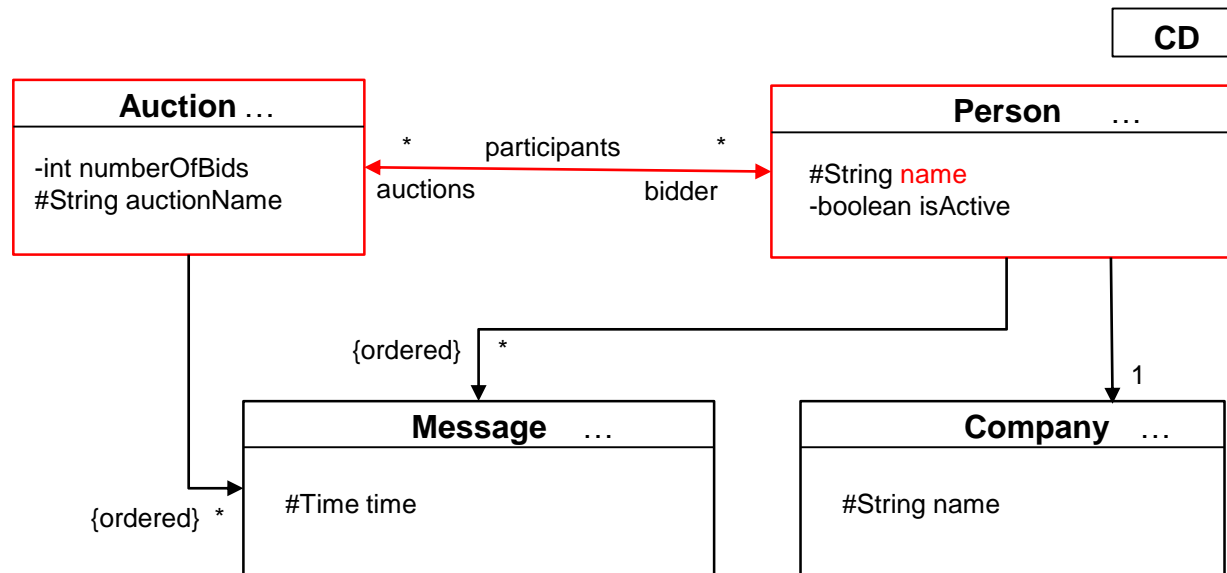 CD
Auction …
-int numberOfBids
#String auctionName
* participants *
auctions bidder
Person …
#String name
-boolean isActive
{ordered} *
1
Message …
#Time time
{ordered} *
Company …
#String name